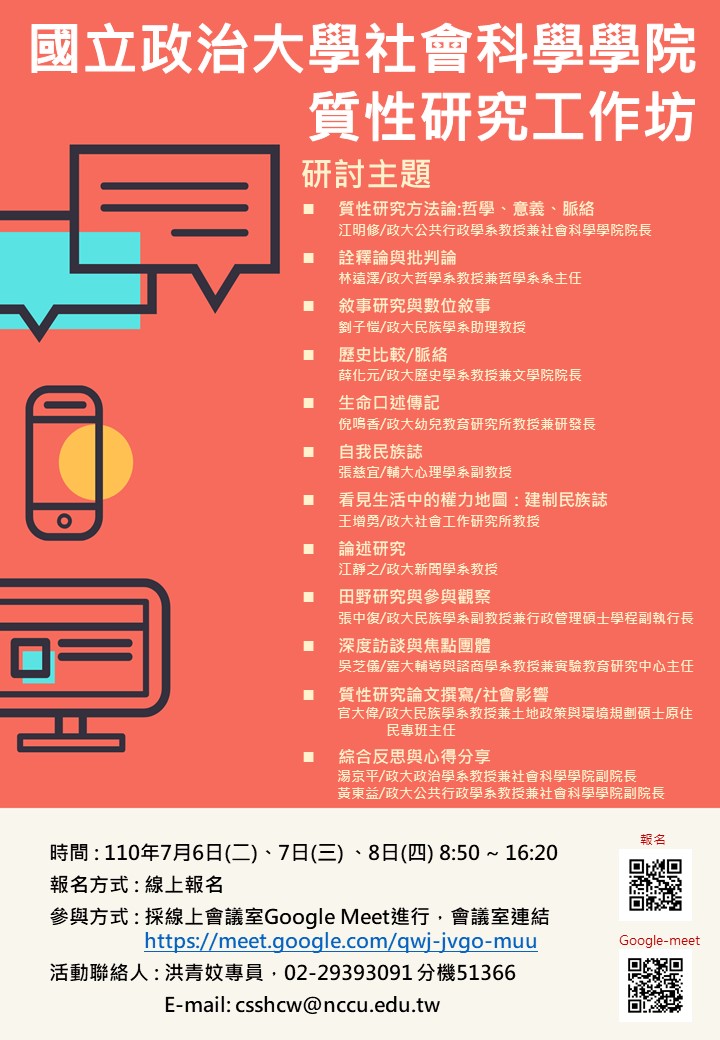 國立政治大學社會科學學院
質性研究工作坊
研討主題
■ 質性研究方法論:哲學、意義、脈絡
江明修/政大公共行政學系教授兼社會科學學院院長
■ 詮釋論與批判論
林遠澤/政大哲學系教授兼哲學系系主任
■ 敘事研究與數位敘事
劉子愷/政大民族學系助理教授
■ 歷史比較/脈絡
薛化元/政大歷史學系教授兼文學院院長
■ 生命口述傳記
倪鳴香/政大幼兒教育研究所教授兼研發長
■ 自我民族誌
張慈宜/輔大心理學系副教授
■ 看見生活中的權力地圖：建制民族誌
王增勇/政大社會工作研究所教授
■ 論述研究
江靜之/政大新聞學系教授
■ 田野研究與參與觀察
張中復/政大民族學系副教授兼行政管理碩士學程副執行長
■ 深度訪談與焦點團體
吳芝儀/嘉大輔導與諮商學系教授兼實驗教育研究中心主任
■ 質性研究論文撰寫/社會影響
官大偉/政大民族學系教授兼土地政策與環境規劃碩士原住
民專班主任
■ 綜合反思與心得分享
湯京平/政大政治學系教授兼社會科學學院副院長
黃東益/政大公共行政學系教授兼社會科學學院副院長
時間 : 110年7月6日(二)、7日(三) 、8日(四) 8:50 ~ 16:20
報名方式 : 線上報名
參與方式 : 採線上會議室Google Meet進行，會議室連結
https://meet.google.com/qwj-jvgo-muu
活動聯絡人 : 洪青妏專員，02-29393091 分機51366
E-mail: csshcw@nccu.edu.tw
報名
Google-meet